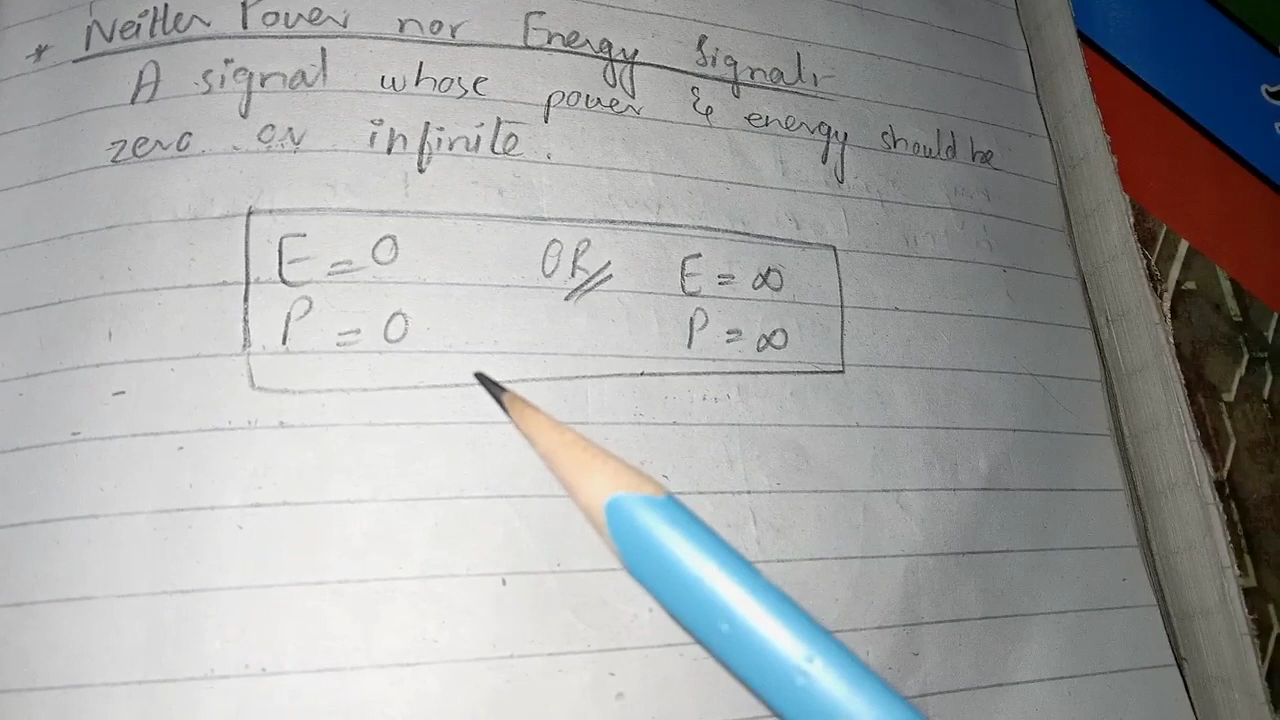 * Neither Power nor Energy Signal:-
A signal whose power & energy should be
zero or infinite.
E = 0 OR E = ∞
P = 0 P = ∞